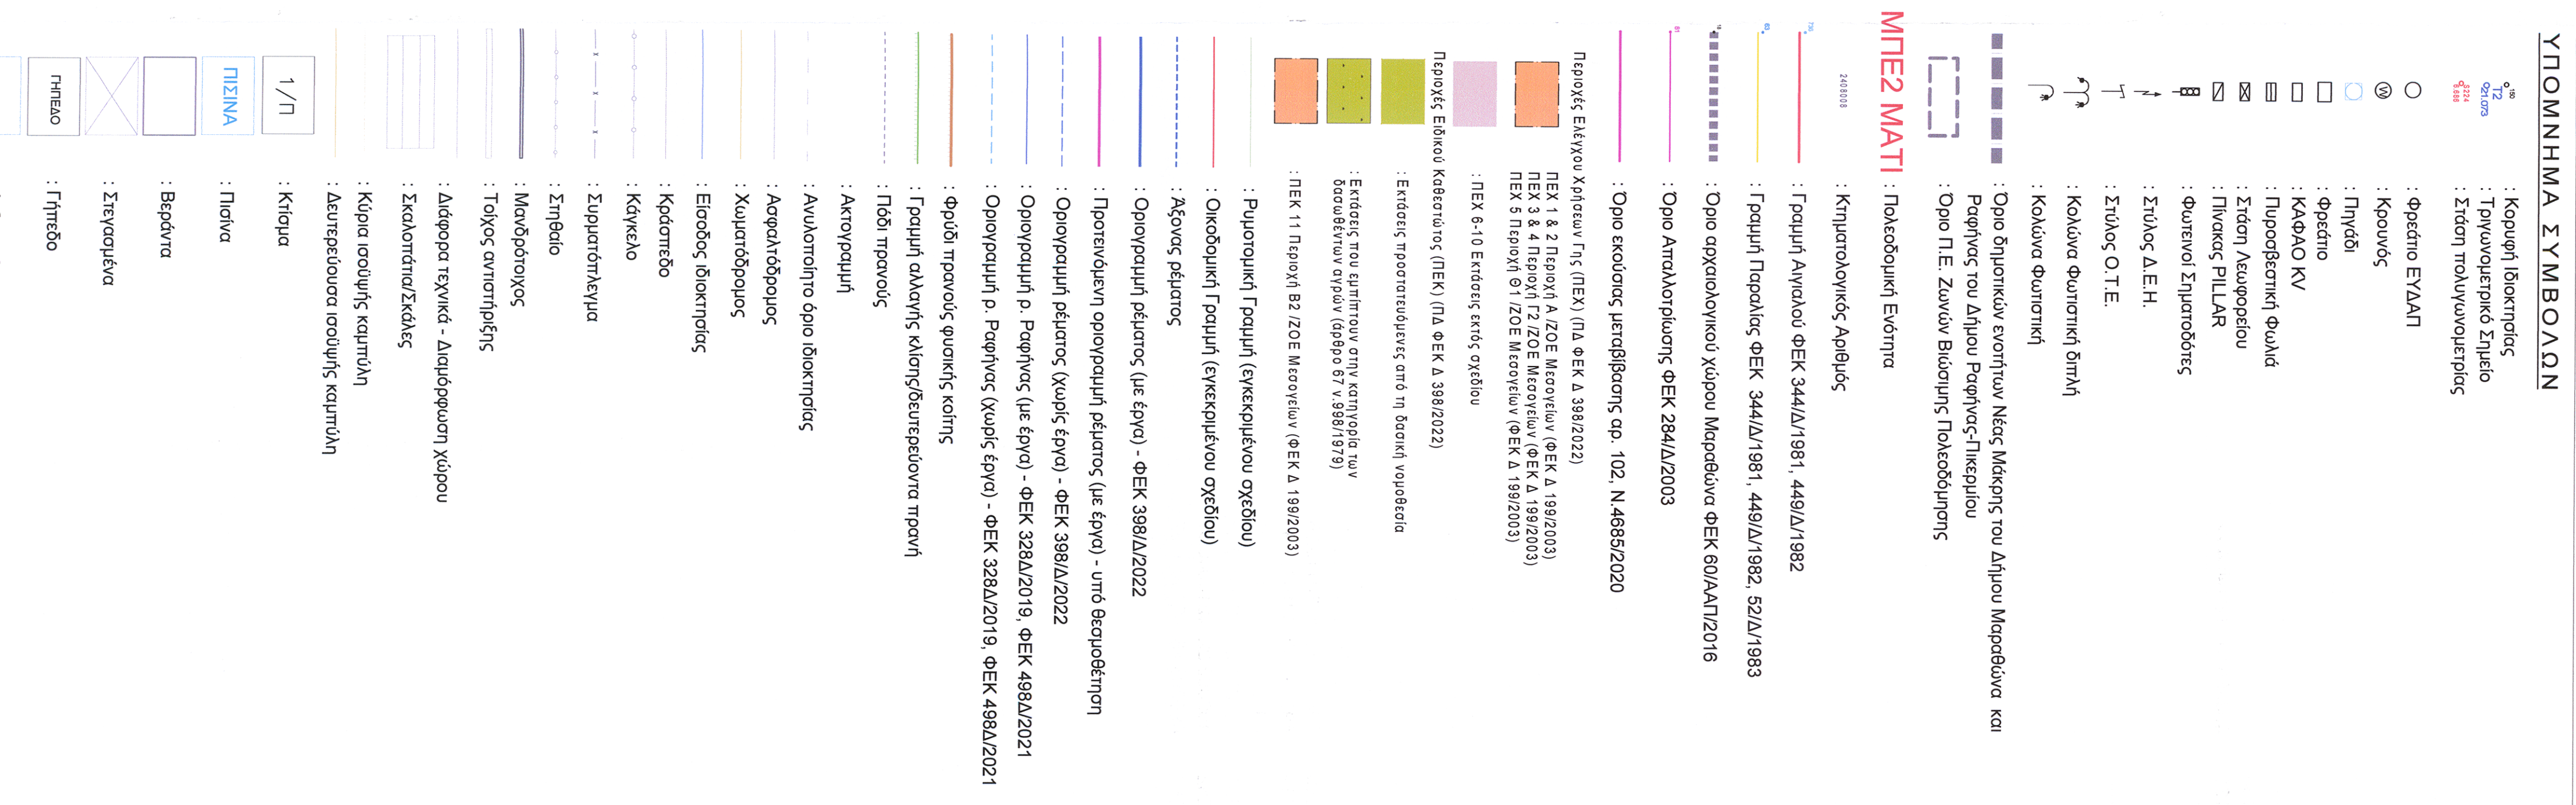 ΥΠΟΜΝΗΜΑ ΣΥΜΒΟΛΩΝ
150 : Κορυφή Ιδιοκτησίας
T2 21.073 : Τριγωνομετρικό Σημείο
S224 8.686 : Στάση πολυγωνομετρίας
: Φρεάτιο ΕΥΔΑΠ
W : Κρουνός
: Πηγάδι
: Φρεάτιο
: ΚΑΦΑΟ KV
: Πυροσβεστική Φωλιά
: Στάση Λεωφορείου
: Πίνακας PILLAR
: Φωτεινοί Σηματοδότες
: Στύλος Δ.Ε.Η.
: Στύλος Ο.Τ.Ε.
: Κολώνα Φωτιστική διπλή
: Κολώνα Φωτιστική
: Όριο δημοτικών ενοτήτων Νέας Μάκρης του Δήμου Μαραθώνα και
Ραφήνας του Δήμου Ραφήνας-Πικερμίου
: Όριο Π.Ε. Ζωνών Βιώσιμης Πολεοδόμησης
ΜΠΕ2 ΜΑΤΙ : Πολεοδομική Ενότητα
2408008 : Κτηματολογικός Αριθμός
730 : Γραμμή Αιγιαλού ΦΕΚ 344/Δ/1981, 449/Δ/1982
63 : Γραμμή Παραλίας ΦΕΚ 344/Δ/1981, 449/Δ/1982, 52/Δ/1983
: Όριο αρχαιολογικού χώρου Μαραθώνα ΦΕΚ 60/ΑΑΠ/2016
81 : Όριο Απαλοτρίωσης ΦΕΚ 284/Δ/2003
: Όριο εκούσιας μεταβίβασης αρ. 102, Ν.4685/2020
Περιοχές Ελέγχου Χρήσεων Γης (ΠΕΧ) (ΠΔ ΦΕΚ Δ 398/2022)
ΠΕΧ 1 & 2 Περιοχή Α /ΖΟΕ Μεσογείων (ΦΕΚ Δ 199/2003)
: ΠΕΧ 3 & 4 Περιοχή Γ2 /ΖΟΕ Μεσογείων (ΦΕΚ Δ 199/2003)
ΠΕΧ 5 Περιοχή Θ1 /ΖΟΕ Μεσογείων (ΦΕΚ Δ 199/2003)
: ΠΕΧ 6-10 Εκτάσεις εκτός σχεδίου
Περιοχές Ειδικού Καθεστώτος (ΠΕΚ) (ΠΔ ΦΕΚ Δ 398/2022)
: Εκτάσεις προστατευόμενες από τη δασική νομοθεσία
: Εκτάσεις που εμπίπτουν στην κατηγορία των
δασωθέντων αγρών (άρθρο 67 ν.998/1979)
: ΠΕΚ 11 Περιοχή Β2 /ΖΟΕ Μεσογείων (ΦΕΚ Δ 199/2003)
: Ρυμοτομική Γραμμή (εγκεκριμένου σχεδίου)
: Οικοδομική Γραμμή (εγκεκριμένου σχεδίου)
: Άξονας ρέματος
: Οριογραμμή ρέματος (με έργα) - ΦΕΚ 398/Δ/2022
: Προτεινόμενη οριογραμμή ρέματος (με έργα) - υπό θεσμοθέτηση
: Οριογραμμή ρέματος (χωρίς έργα) - ΦΕΚ 398/Δ/2022
: Οριογραμμή ρ. Ραφήνας (με έργα) - ΦΕΚ 328Δ/2019, ΦΕΚ 498Δ/2021
: Οριογραμμή ρ. Ραφήνας (χωρίς έργα) - ΦΕΚ 328Δ/2019, ΦΕΚ 498Δ/2021
: Φρύδι πρανούς φυσικής κοίτης
: Γραμμή αλλαγής κλίσης/δευτερεύοντα πρανή
: Πόδι πρανούς
: Ακτογραμμή
: Ανυλοποίητο όριο ιδιοκτησίας
: Ασφαλτόδρομος
: Χωματόδρομος
: Είσοδος ιδιοκτησίας
: Κράσπεδο
: Κάγκελο
: Συρματόπλεγμα
: Στηθαίο
: Μανδρότοιχος
: Τοίχος αντιστήριξης
: Διάφορα τεχνικά - Διαμόρφωση χώρου
: Σκαλοπάτια/Σκάλες
: Κύρια ισοϋψής καμπύλη
: Δευτερεύουσα ισοϋψής καμπύλη
1/Π : Κτίσμα
ΠΙΣΙΝΑ : Πισίνα
: Βεράντα
: Στεγασμένα
ΓΗΠΕΔΟ : Γήπεδο